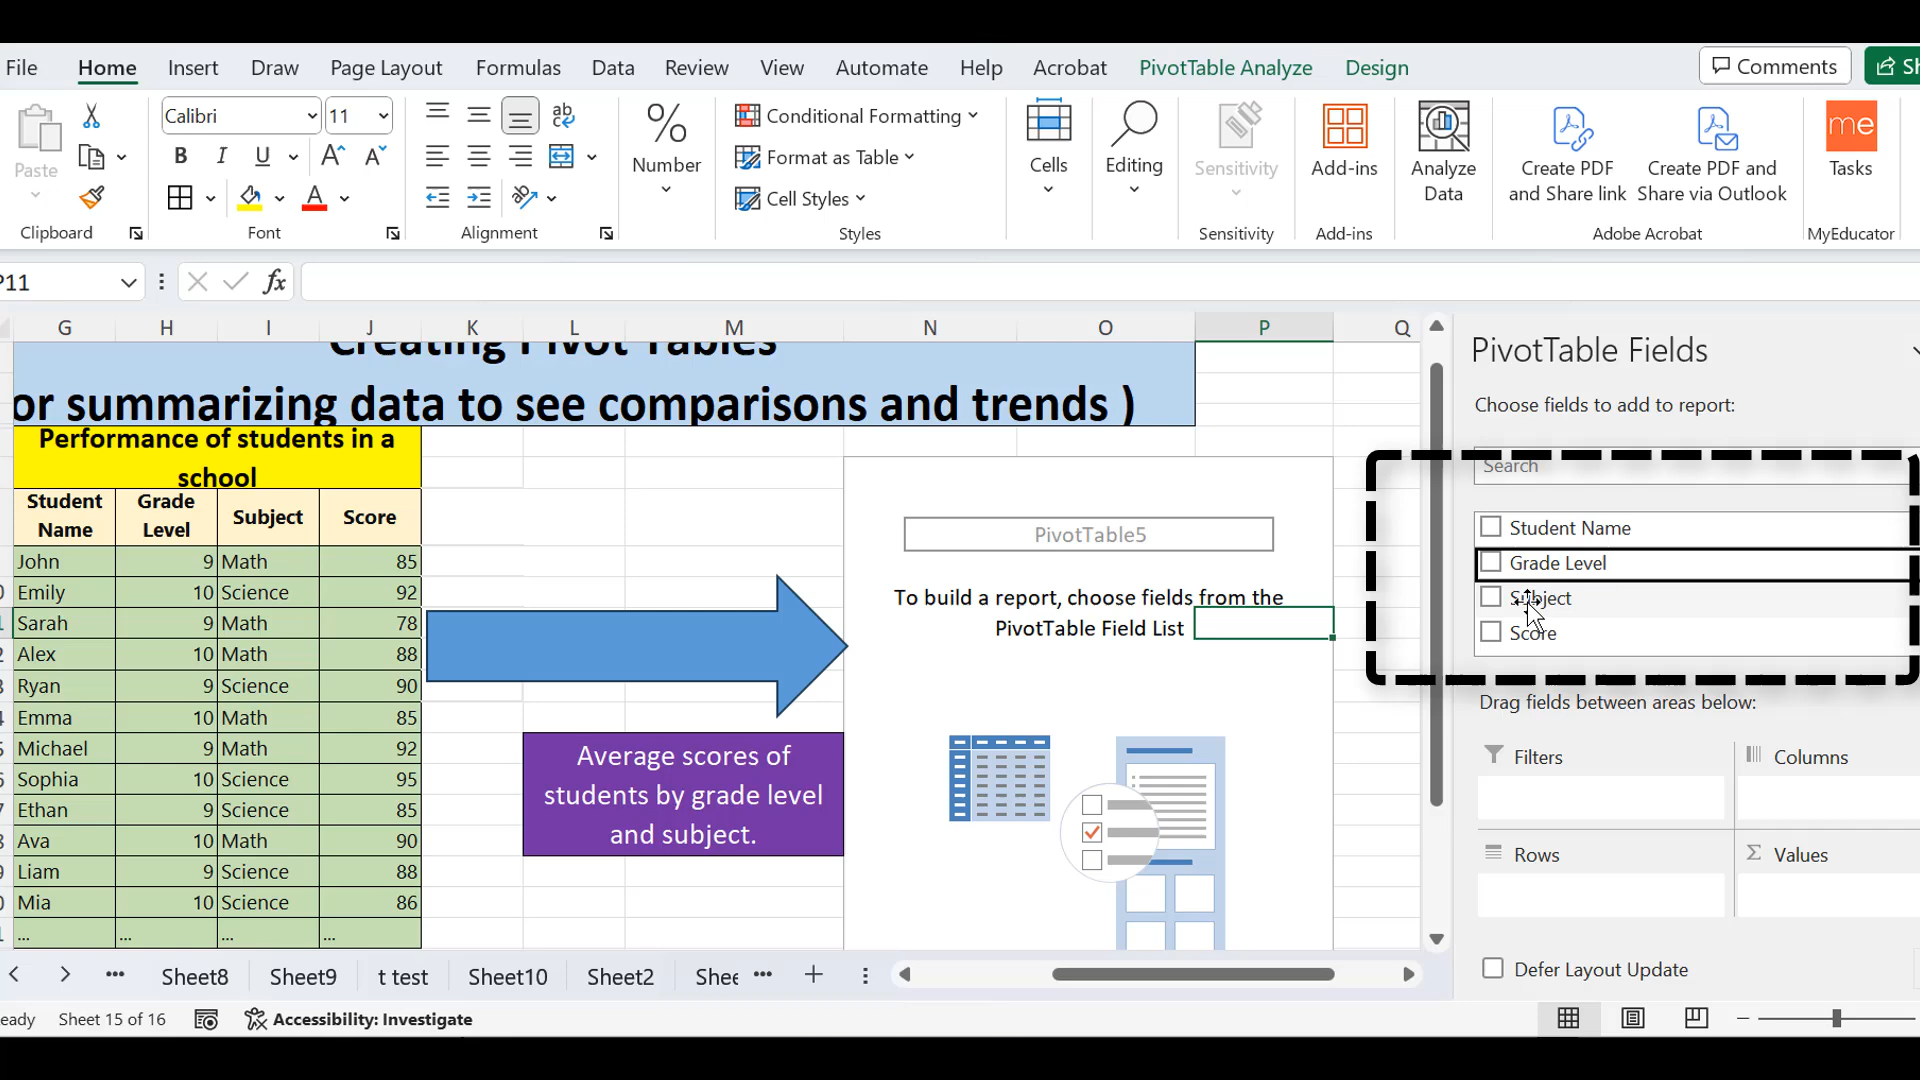 File Home Insert Draw Page Layout Formulas Data Review View Automate Help Acrobat PivotTable Analyze Design Comments
Calibri 11
Paste
B I U
Number
Conditional Formatting
Format as Table
Cell Styles
Cells
Editing
Sensitivity
Add-ins
Analyze
Data
Create PDF
and Share link
Create PDF and
Share via Outlook
me
Tasks
Clipboard Font Alignment Styles Sensitivity Add-ins Adobe Acrobat MyEducator
P11 fx
G H I J K L M N O P Q
Creating Pivot Tables
or summarizing data to see comparisons and trends )
Performance of students in a
school
Student
Name
Grade
Level
Subject
Score
John 9 Math 85
Emily 10 Science 92
Sarah 9 Math 78
Alex 10 Math 88
Ryan 9 Science 90
Emma 10 Math 85
Michael 9 Math 92
Sophia 10 Science 95
Ethan 9 Science 85
Ava 10 Math 90
Liam 9 Science 88
Mia 10 Science 86
... ... ... ...
Average scores of
students by grade level
and subject.
PivotTable5
To build a report, choose fields from the
PivotTable Field List
PivotTable Fields
Choose fields to add to report:
Search
Student Name
Grade Level
Subject
Score
Drag fields between areas below:
Filters
Columns
Rows
Σ Values
Defer Layout Update
... Sheet8 Sheet9 t test Sheet10 Sheet2 Shee ...
eady Sheet 15 of 16 Accessibility: Investigate